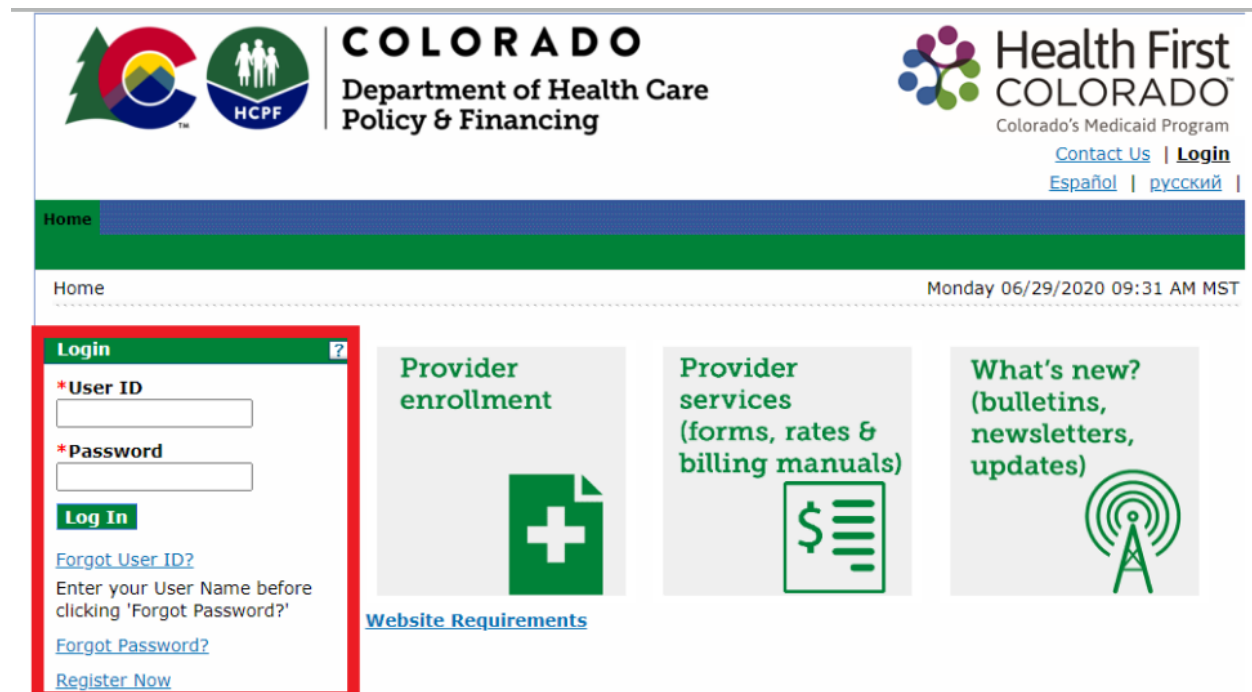 COLORADO
Department of Health Care
Policy & Financing
HCPF
TM
Health First
COLORADO™
Colorado's Medicaid Program
Contact Us | Login
Español | русский |
Home
Home
Monday 06/29/2020 09:31 AM MST
Login ?
*User ID
*Password
Log In
Forgot User ID?
Enter your User Name before
clicking 'Forgot Password?'
Forgot Password?
Register Now
Provider
enrollment
Provider
services
(forms, rates &
billing manuals)
$
What's new?
(bulletins,
newsletters,
updates)
Website Requirements